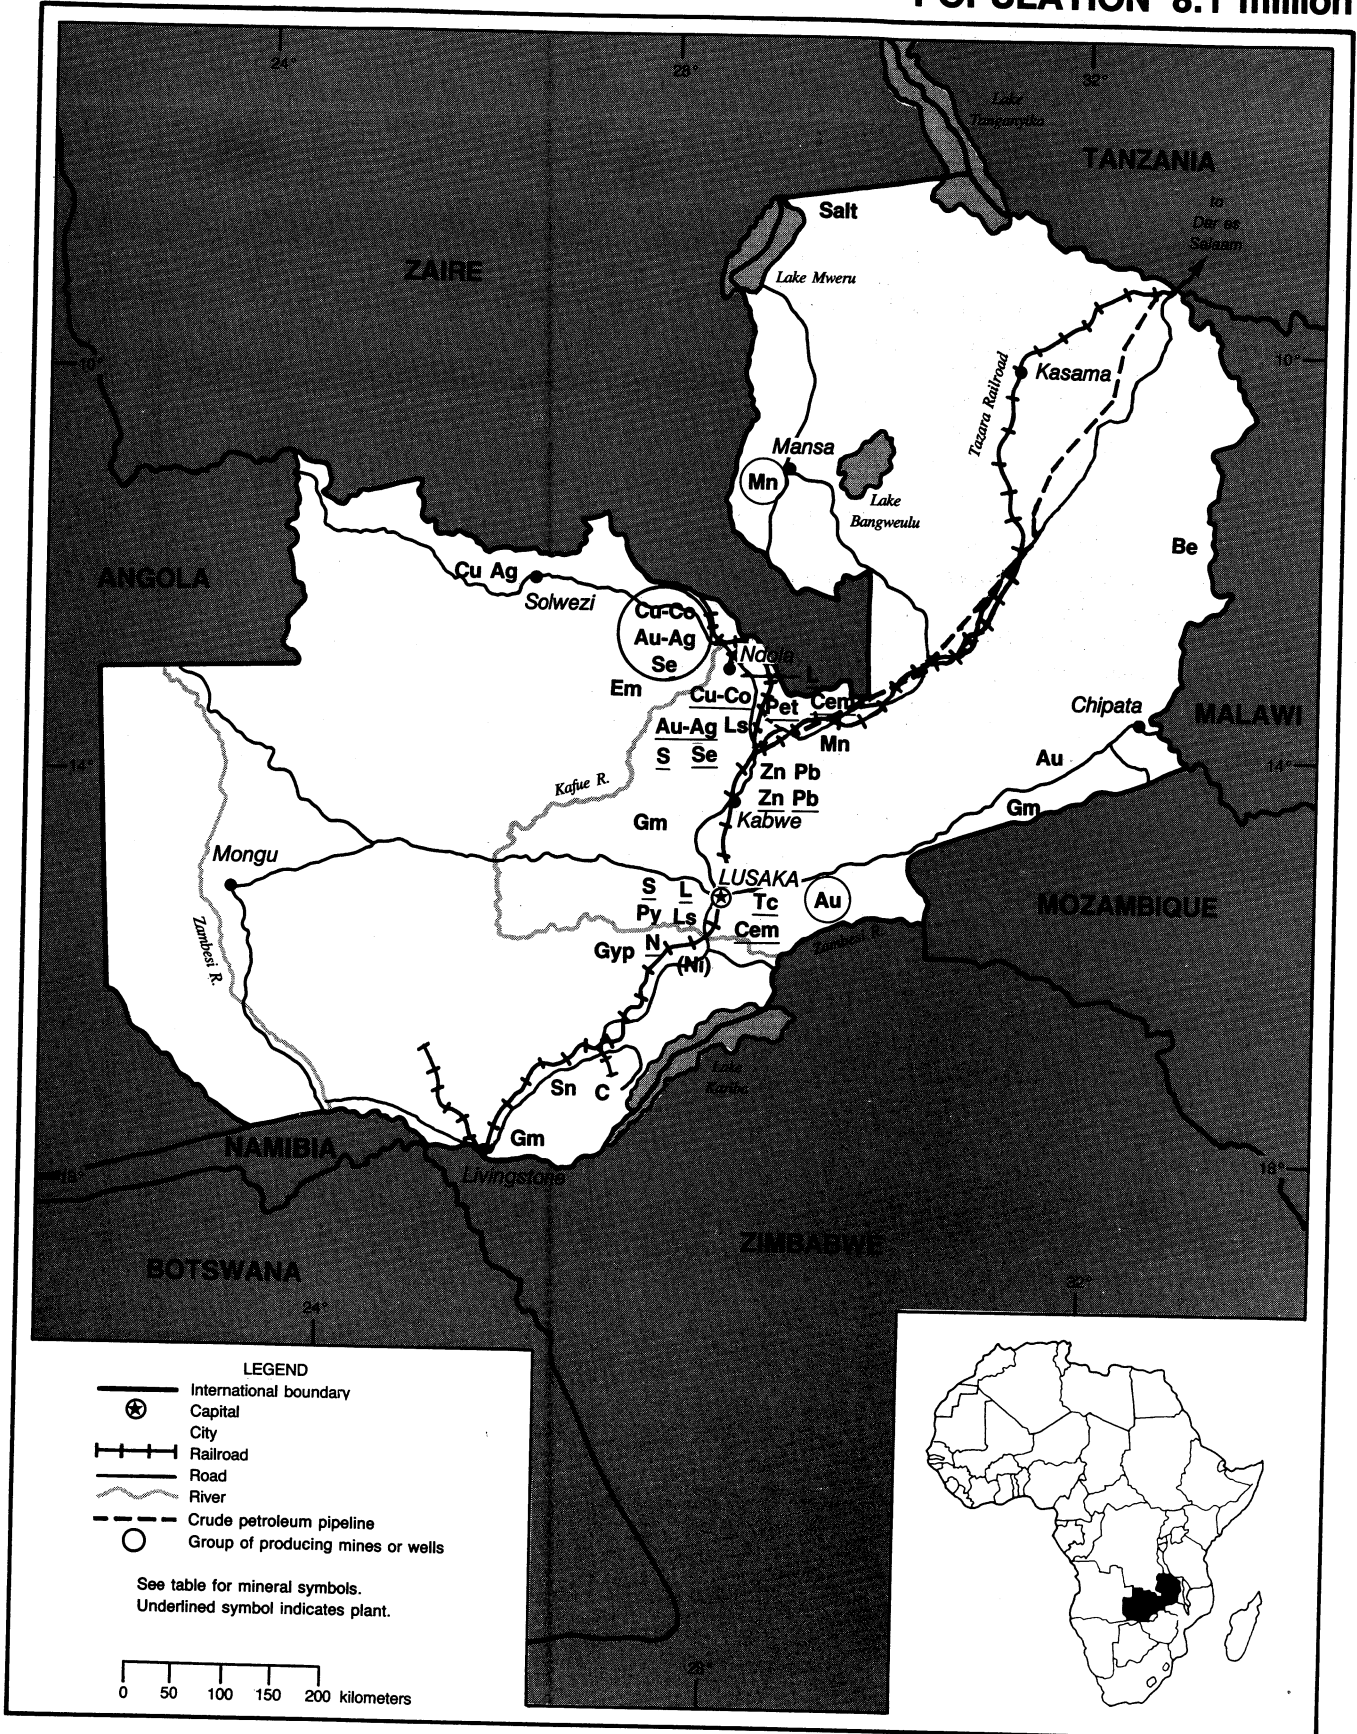 POPULATION 8.1 million
24°
28°
32°
Lake
Tanganyika
TANZANIA
to
Dar es
Salaam
Salt
ZAIRE
Lake Mweru
10°
10°
Tazara Railroad
Kasama
Mansa
Mn
Lake
Bangweulu
Be
ANGOLA
Cu Ag
Solwezi
Cu-Co
Au-Ag
Se
Ndola
L
Em
Cu-Co
Pet
Cem
Chipata
MALAWI
Au-Ag
Ls
Mn
S
Se
Au
14°
14°
Zn Pb
Kafue R.
Zn Pb
Gm
Gm
Kabwe
Mongu
LUSAKA
S
L
Tc
Au
MOZAMBIQUE
Py
Ls
Cem
Zambesi R.
Zambesi R.
Gyp
N
(Ni)
Lake
Kariba
Sn
C
Gm
NAMIBIA
18°
18°
Livingstone
ZIMBABWE
BOTSWANA
24°
32°
LEGEND
International boundary
Capital
City
Railroad
Road
River
Crude petroleum pipeline
Group of producing mines or wells
See table for mineral symbols.
Underlined symbol indicates plant.
0 50 100 150 200 kilometers
28°